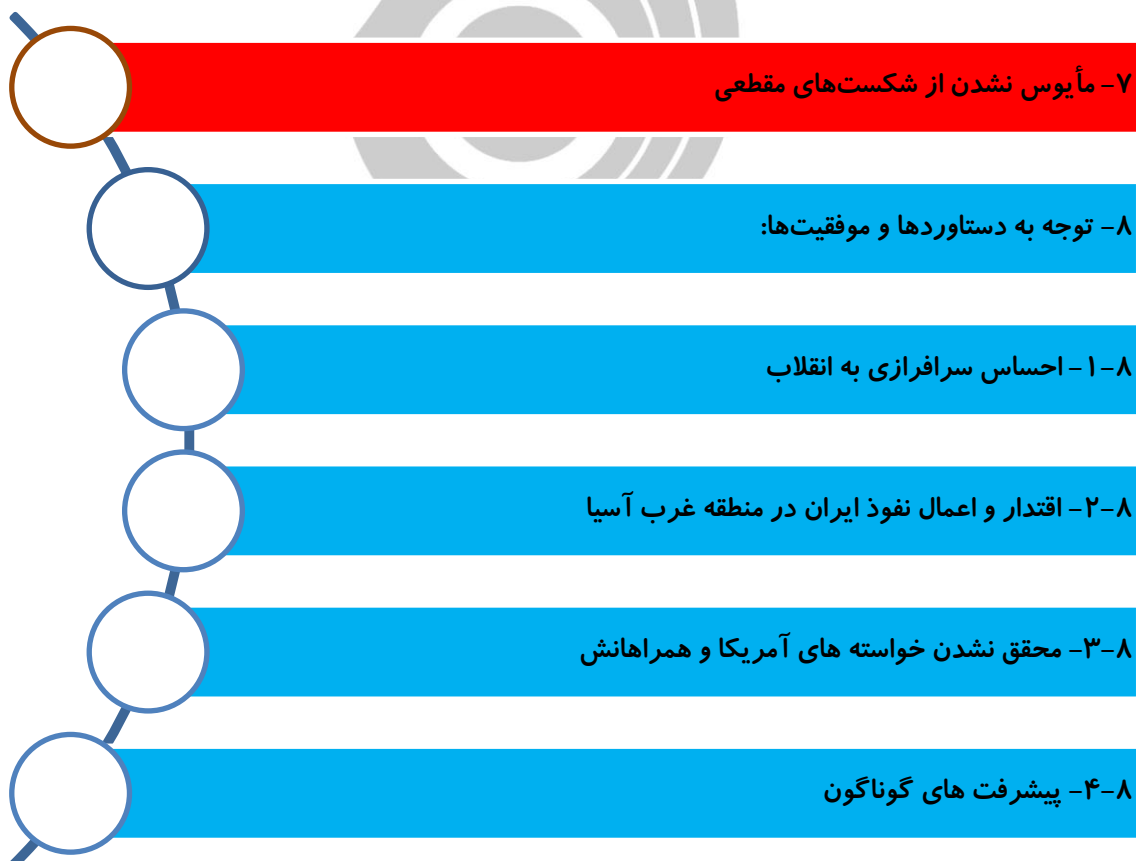 ۷- مأیوس نشدن از شکست‌های مقطعی
۸- توجه به دستاوردها و موفقیت‌ها:
۸-۱- احساس سرافرازی به انقلاب
۸-۲- اقتدار و اعمال نفوذ ایران در منطقه غرب آسیا
۸-۳- محقق نشدن خواسته های آمریکا و همراهانش
۸-۴- پیشرفت های گوناگون